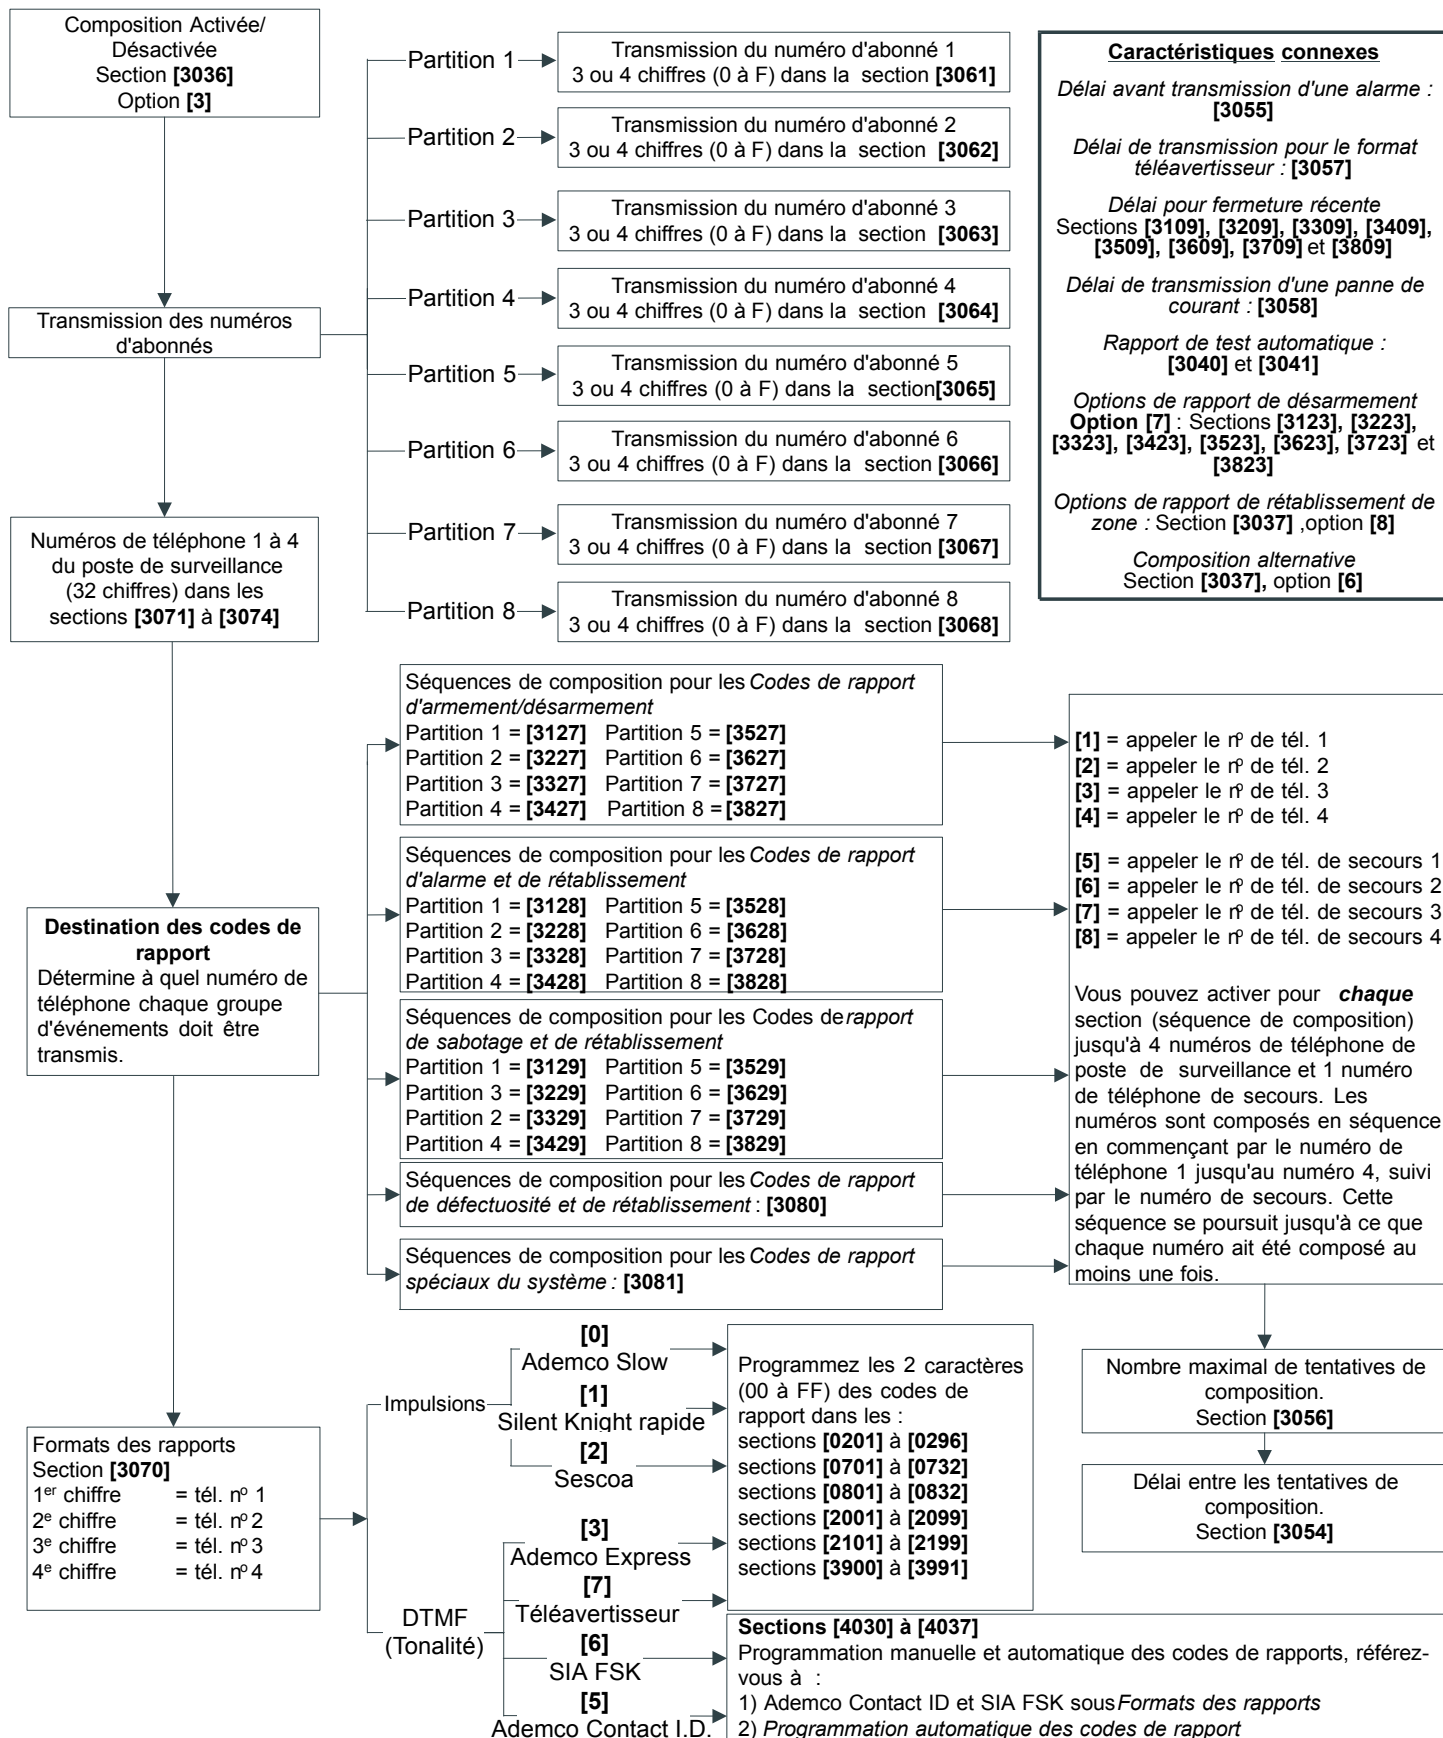 Composition Activée/
Désactivée
Section [3036]
Option [3]
Transmission des numéros
d'abonnés
Numéros de téléphone 1 à 4
du poste de surveillance
(32 chiffres) dans les
sections [3071] à [3074]
Destination des codes de
rapport
Détermine à quel numéro de
téléphone chaque groupe
d'événements doit être
transmis.
Formats des rapports
Section [3070]
1er chiffre = tél. nº 1
2e chiffre = tél. nº 2
3e chiffre = tél. nº 3
4e chiffre = tél. nº 4
Partition 1
Transmission du numéro d'abonné 1
3 ou 4 chiffres (0 à F) dans la section [3061]
Partition 2
Transmission du numéro d'abonné 2
3 ou 4 chiffres (0 à F) dans la section [3062]
Partition 3
Transmission du numéro d'abonné 3
3 ou 4 chiffres (0 à F) dans la section [3063]
Partition 4
Transmission du numéro d'abonné 4
3 ou 4 chiffres (0 à F) dans la section [3064]
Partition 5
Transmission du numéro d'abonné 5
3 ou 4 chiffres (0 à F) dans la section[3065]
Partition 6
Transmission du numéro d'abonné 6
3 ou 4 chiffres (0 à F) dans la section [3066]
Partition 7
Transmission du numéro d'abonné 7
3 ou 4 chiffres (0 à F) dans la section [3067]
Partition 8
Transmission du numéro d'abonné 8
3 ou 4 chiffres (0 à F) dans la section [3068]
Caractéristiques connexes
Délai avant transmission d'une alarme :
[3055]
Délai de transmission pour le format
téléavertisseur : [3057]
Délai pour fermeture récente
Sections [3109], [3209], [3309], [3409],
[3509], [3609], [3709] et [3809]
Délai de transmission d'une panne de
courant : [3058]
Rapport de test automatique :
[3040] et [3041]
Options de rapport de désarmement
Option [7] : Sections [3123], [3223],
[3323], [3423], [3523], [3623], [3723] et
[3823]
Options de rapport de rétablissement de
zone : Section [3037] ,option [8]
Composition alternative
Section [3037], option [6]
Séquences de composition pour les Codes de rapport
d'armement/désarmement
Partition 1 = [3127] Partition 5 = [3527]
Partition 2 = [3227] Partition 6 = [3627]
Partition 3 = [3327] Partition 7 = [3727]
Partition 4 = [3427] Partition 8 = [3827]
Séquences de composition pour les Codes de rapport
d'alarme et de rétablissement
Partition 1 = [3128] Partition 5 = [3528]
Partition 2 = [3228] Partition 6 = [3628]
Partition 3 = [3328] Partition 7 = [3728]
Partition 4 = [3428] Partition 8 = [3828]
Séquences de composition pour les Codes de rapport
de sabotage et de rétablissement
Partition 1 = [3129] Partition 5 = [3529]
Partition 3 = [3229] Partition 6 = [3629]
Partition 2 = [3329] Partition 7 = [3729]
Partition 4 = [3429] Partition 8 = [3829]
Séquences de composition pour les Codes de rapport
de défectuosité et de rétablissement : [3080]
Séquences de composition pour les Codes de rapport
spéciaux du système : [3081]
[1] = appeler le nº de tél. 1
[2] = appeler le nº de tél. 2
[3] = appeler le nº de tél. 3
[4] = appeler le nº de tél. 4
[5] = appeler le nº de tél. de secours 1
[6] = appeler le nº de tél. de secours 2
[7] = appeler le nº de tél. de secours 3
[8] = appeler le nº de tél. de secours 4
Vous pouvez activer pour chaque
section (séquence de composition)
jusqu'à 4 numéros de téléphone de
poste de surveillance et 1 numéro
de téléphone de secours. Les
numéros sont composés en séquence
en commençant par le numéro de
téléphone 1 jusqu'au numéro 4, suivi
par le numéro de secours. Cette
séquence se poursuit jusqu'à ce que
chaque numéro ait été composé au
moins une fois.
Nombre maximal de tentatives de
composition.
Section [3056]
Délai entre les tentatives de
composition.
Section [3054]
Impulsions
[0]
Ademco Slow
[1]
Silent Knight rapide
[2]
Sescoa
DTMF
(Tonalité)
[3]
Ademco Express
[7]
Téléavertisseur
[6]
SIA FSK
[5]
Ademco Contact I.D.
Programmez les 2 caractères
(00 à FF) des codes de
rapport dans les :
sections [0201] à [0296]
sections [0701] à [0732]
sections [0801] à [0832]
sections [2001] à [2099]
sections [2101] à [2199]
sections [3900] à [3991]
Sections [4030] à [4037]
Programmation manuelle et automatique des codes de rapports, référez-
vous à :
1) Ademco Contact ID et SIA FSK sous Formats des rapports
2) Programmation automatique des codes de rapport